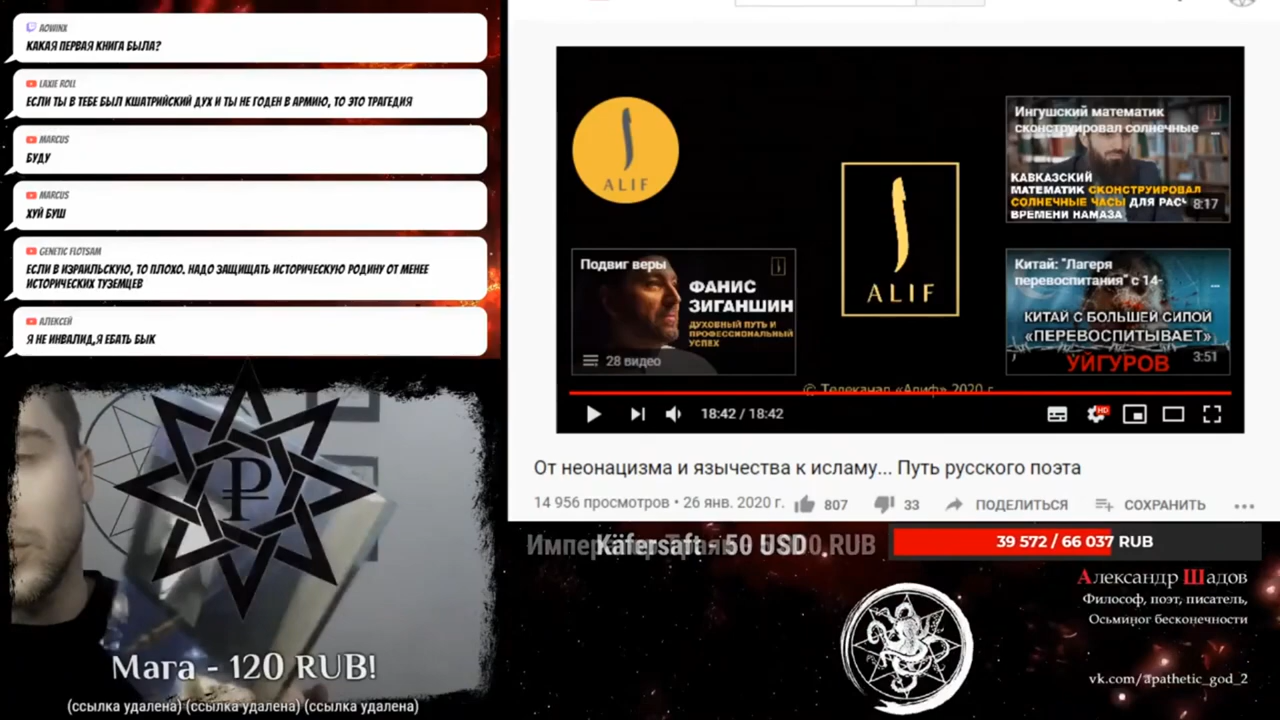 AOWINX
КАКАЯ ПЕРВАЯ КНИГА БЫЛА?
LAXIE ROLL
ЕСЛИ ТЫ В ТЕБЕ БЫЛ КШАТРИЙСКИЙ ДУХ И ТЫ НЕ ГОДЕН В АРМИЮ, ТО ЭТО ТРАГЕДИЯ
MARCUS
БУДУ
MARCUS
ХУЙ БУШ
GENETIC FLOTSAM
ЕСЛИ В ИЗРАИЛЬСКУЮ, ТО ПЛОХО. НАДО ЗАЩИЩАТЬ ИСТОРИЧЕСКУЮ РОДИНУ ОТ МЕНЕЕ
ИСТОРИЧЕСКИХ ТУЗЕМЦЕВ
АЛЕКСЕЙ
Я НЕ ИНВАЛИД,Я ЕБАТЬ БЫК
Мага - 120 RUB!
(ссылка удалена) (ссылка удалена) (ссылка удалена)
ALIF
Подвиг веры
ФАНИС
ЗИГАНШИН
ДУХОВНЫЙ ПУТЬ И
ПРОФЕССИОНАЛЬНЫЙ
УСПЕХ
28 видео
ALIF
Ингушский математик
сконструировал солнечные ...
КАВКАЗСКИЙ
МАТЕМАТИК СКОНСТРУИРОВАЛ
СОЛНЕЧНЫЕ ЧАСЫ ДЛЯ РАСЧ
ВРЕМЕНИ НАМАЗА
8:17
Китай: "Лагеря
перевоспитания" с 14- ...
КИТАЙ С БОЛЬШЕЙ СИЛОЙ
«ПЕРЕВОСПИТЫВАЕТ»
УЙГУРОВ
3:51
© Телеканал «Алиф» 2020 г.
18:42 / 18:42
HD
От неонацизма и язычества к исламу... Путь русского поэта
14 956 просмотров • 26 янв. 2020 г.
807
33
ПОДЕЛИТЬСЯ
СОХРАНИТЬ
Käfersaft - 50 USD
RUB
39 572 / 66 037 RUB
Александр Шадов
Философ, поэт, писатель,
Осьминог бесконечности
vk.com/apathetic_god_2